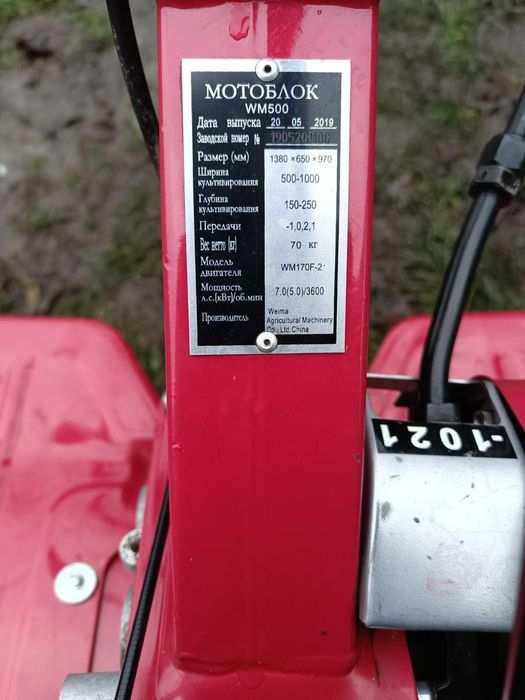 МОТОБЛОК
WM500
Дата выпуска 20 05 2019
Заводской номер № 1905201108
Размер (мм) 1380×650×970
Ширина
культивирования 500-1000
Глубина
культивирования 150-250
Передачи -1,0,2,1
Вес нетто (кг) 70 кг
Модель
двигателя WM170F-2
Мощность
л.с.(кВт)/об.мин 7.0(5.0)/3600
Производитель Weima
Agricultural Machinery
Co., Ltd.China
-1021